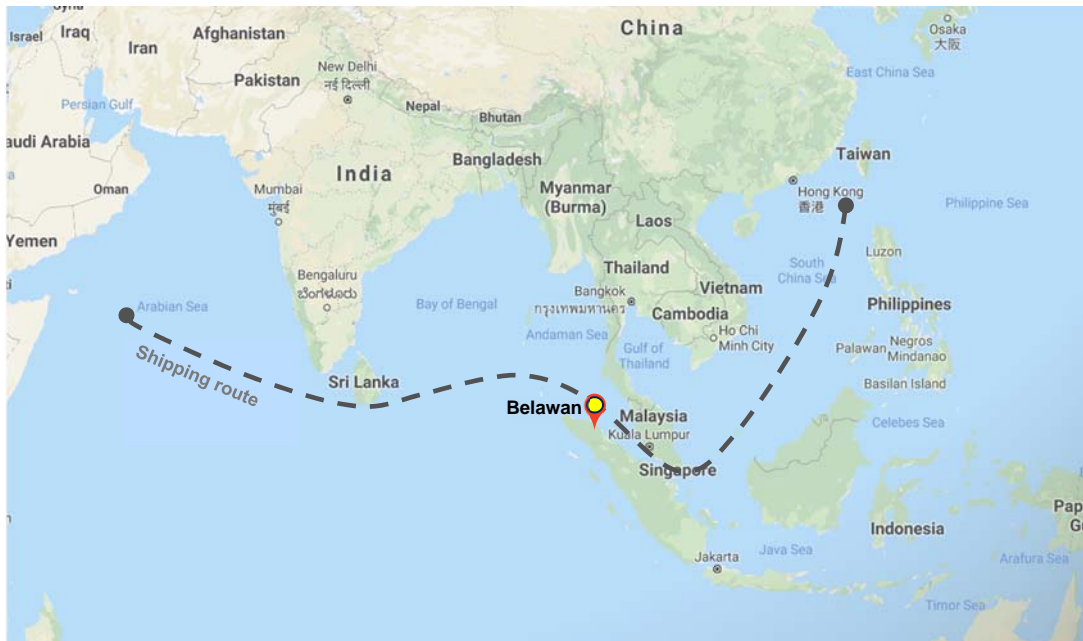 Syria
Iraq
Israel
Iran
Afghanistan
Pakistan
New Delhi
नई दिल्ली
China
Osaka
大阪
East China Sea
Persian Gulf
Nepal
Bhutan
audi Arabia
Bangladesh
Taiwan
Oman
India
Mumbai
मुंबई
Myanmar
(Burma)
Hong Kong
香港
Philippine Sea
Yemen
Laos
Luzon
South
China Sea
Thailand
Bengaluru
ಬೆಂಗಳೂರು
Vietnam
Bangkok
กรุงเทพมหานคร
Arabian Sea
Bay of Bengal
Philippines
Cambodia
Andaman Sea
Ho Chi
Minh City
Negros
Palawan
Mindanao
Gulf of
Thailand
Shipping route
Sri Lanka
Basilan Island
Belawan
Malaysia
Celebes Sea
Kuala Lumpur
Singapore
Pap
Gu
Indonesia
Jakarta
Java Sea
Arafura Sea
Timor Sea